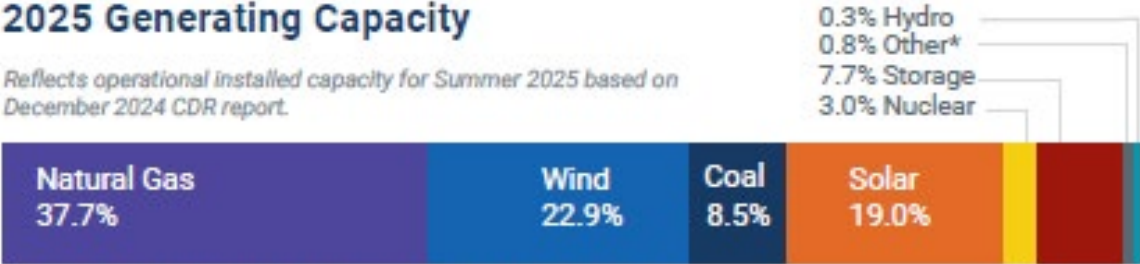 2025 Generating Capacity
Reflects operational installed capacity for Summer 2025 based on
December 2024 CDR report.
0.3% Hydro
0.8% Other*
7.7% Storage
3.0% Nuclear
Natural Gas
37.7%
Wind
22.9%
Coal
8.5%
Solar
19.0%